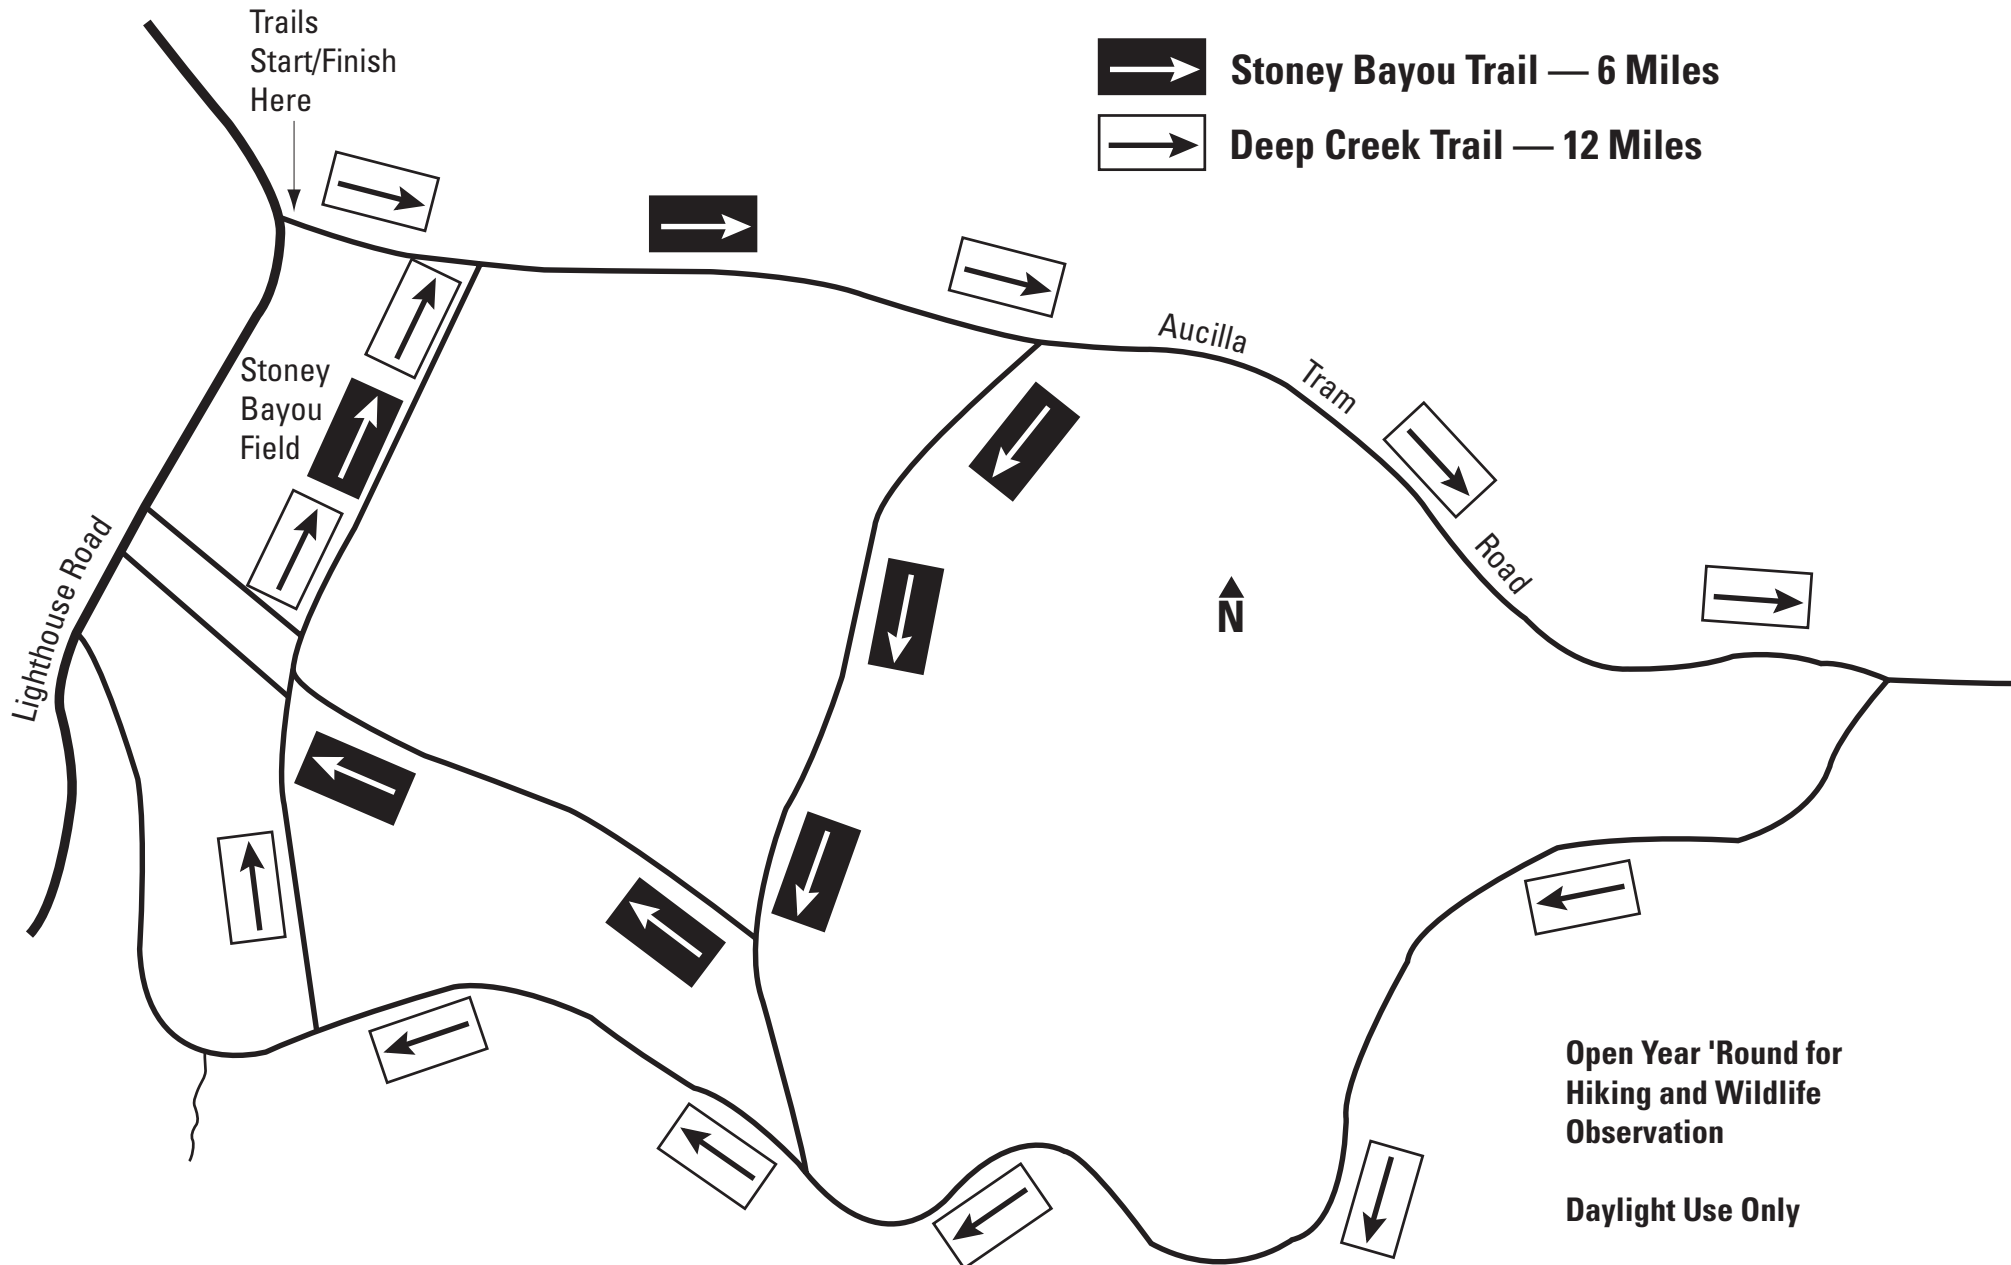 Trails
Start/Finish
Here
Stoney Bayou Trail — 6 Miles
Deep Creek Trail — 12 Miles
Aucilla
Tram
Road
Stoney
Bayou
Field
Lighthouse Road
N
Open Year 'Round for
Hiking and Wildlife
Observation
Daylight Use Only